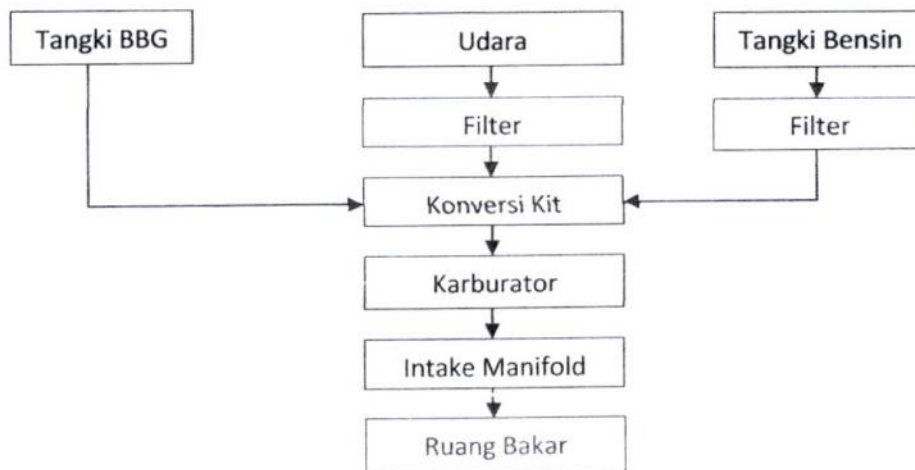 Tangki BBG
Udara
Tangki Bensin
Filter
Filter
Konversi Kit
Karburator
Intake Manifold
Ruang Bakar